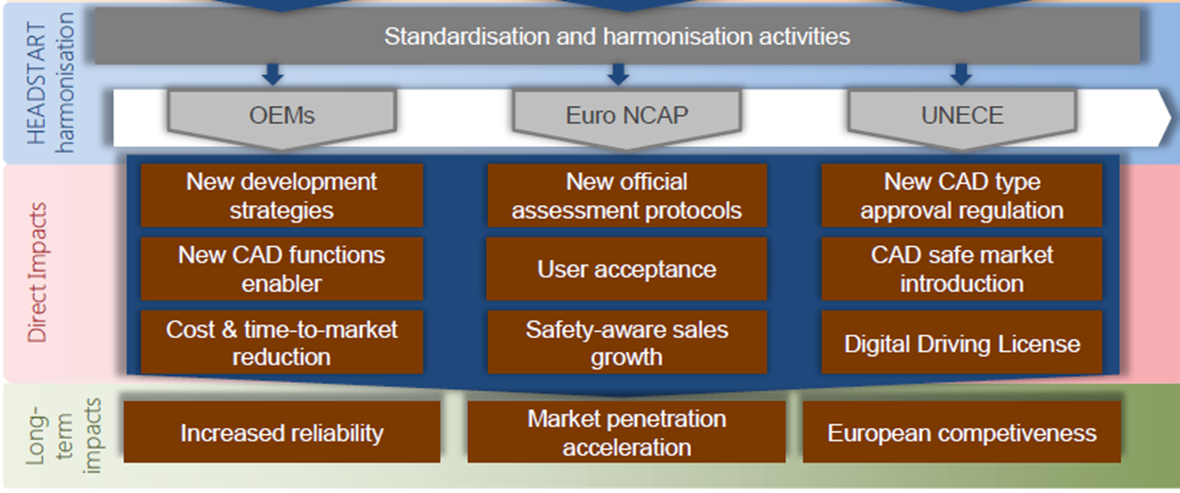 HEADSTART
harmonisation
Standardisation and harmonisation activities
OEMs
Euro NCAP
UNECE
Direct Impacts
New development
strategies
New official
assessment protocols
New CAD type
approval regulation
New CAD functions
enabler
User acceptance
CAD safe market
introduction
Cost & time-to-market
reduction
Safety-aware sales
growth
Digital Driving License
Long-
term
impacts
Increased reliability
Market penetration
acceleration
European competiveness